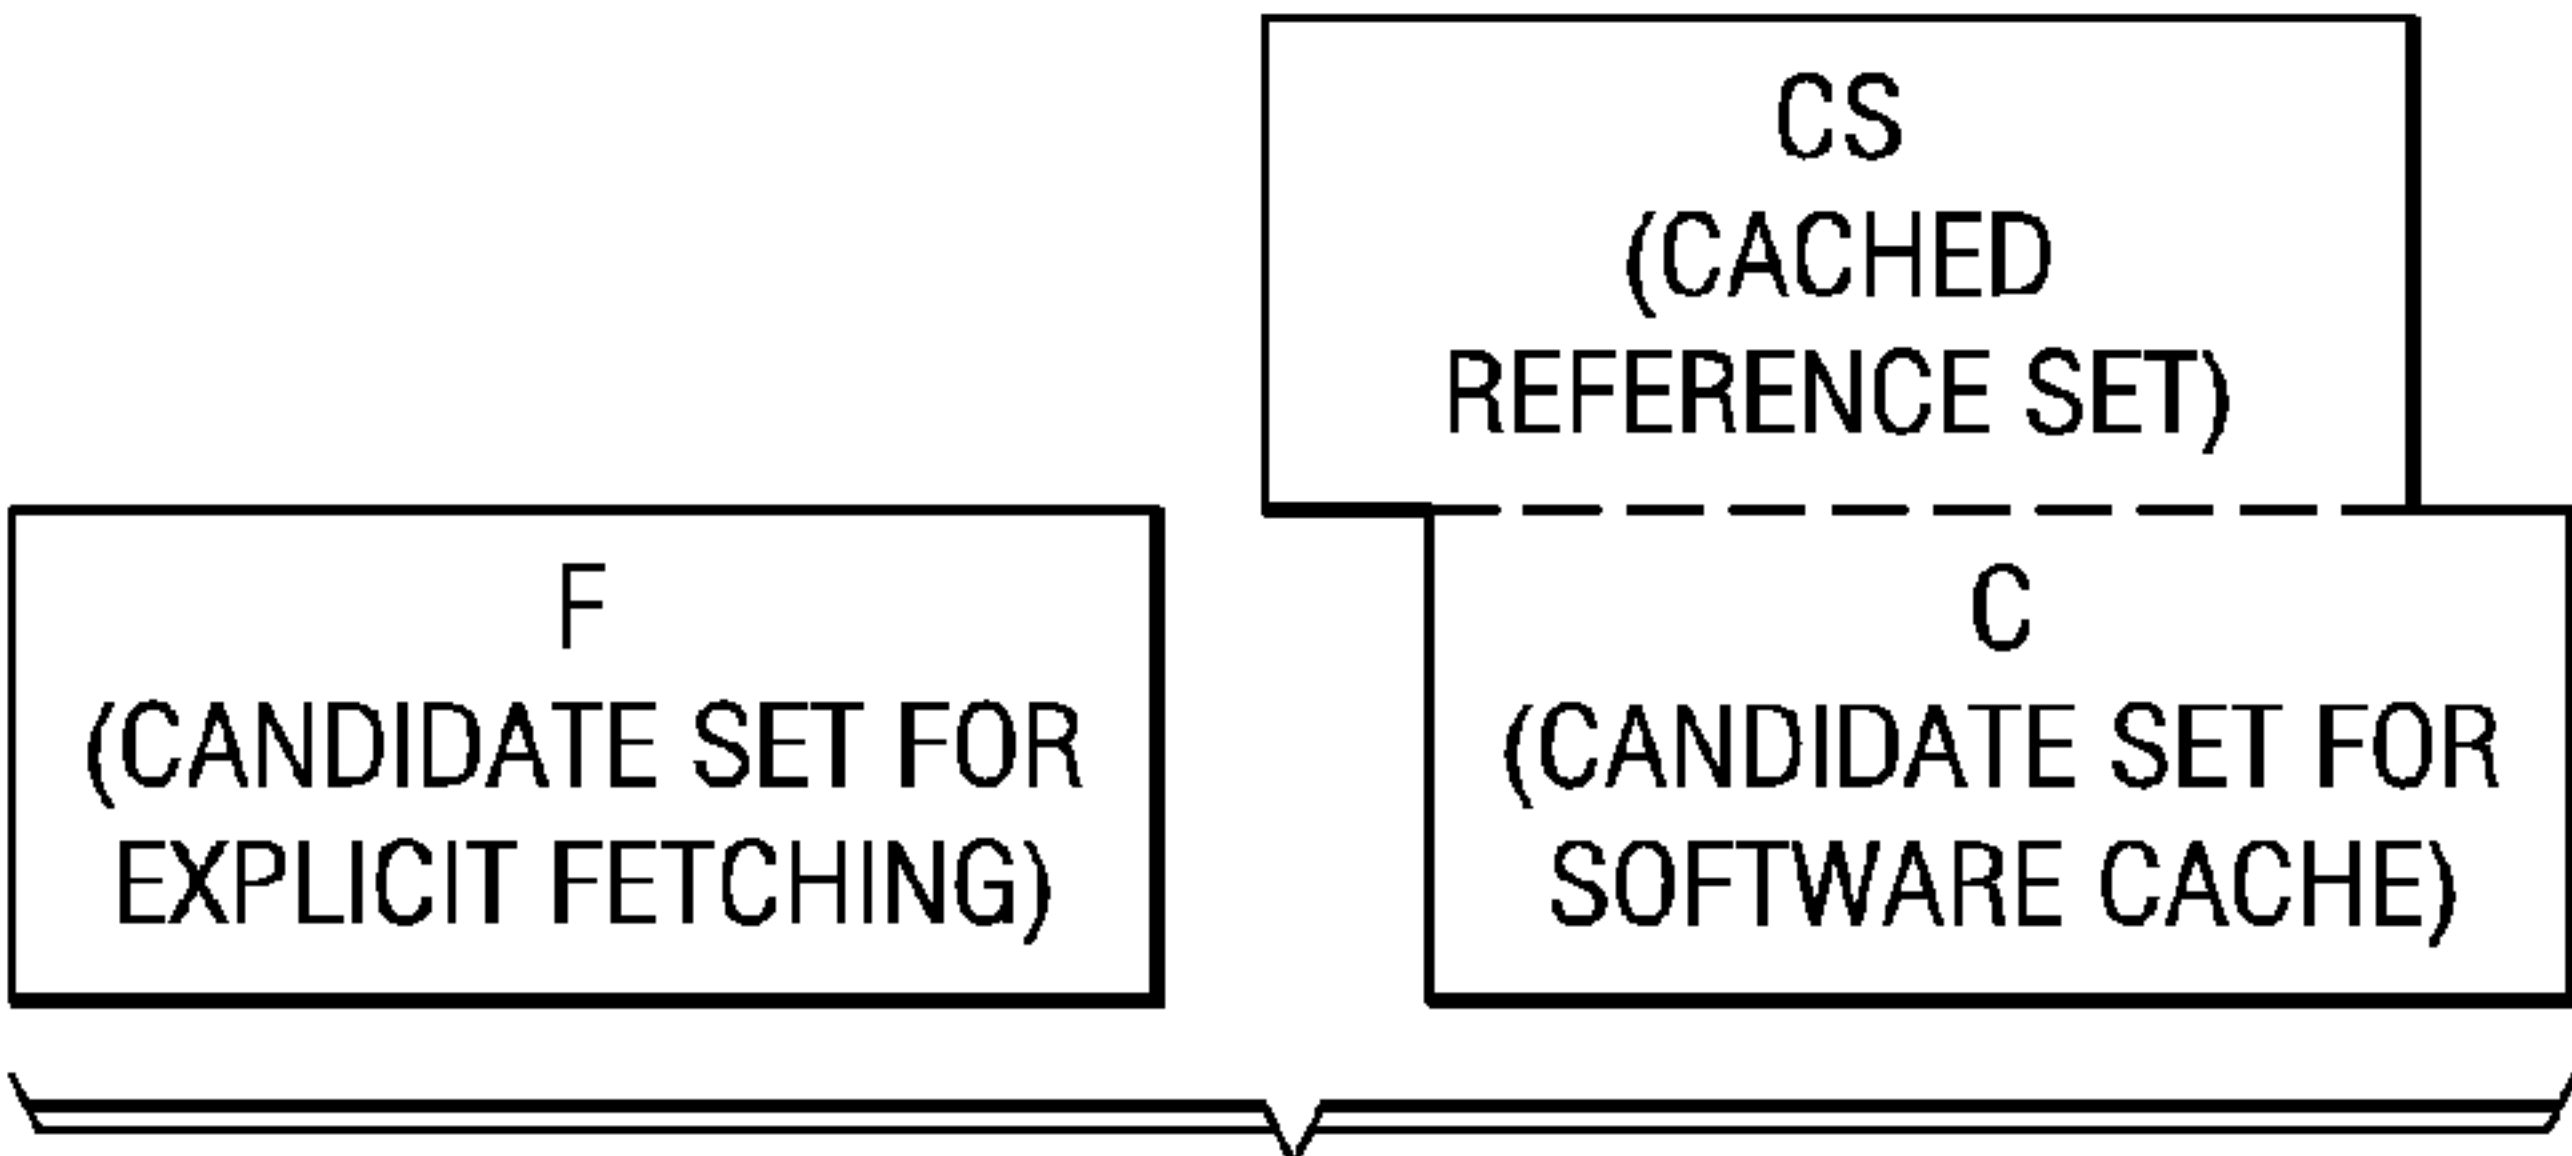 CS
(CACHED
REFERENCE SET)
F
(CANDIDATE SET FOR
EXPLICIT FETCHING)
C
(CANDIDATE SET FOR
SOFTWARE CACHE)